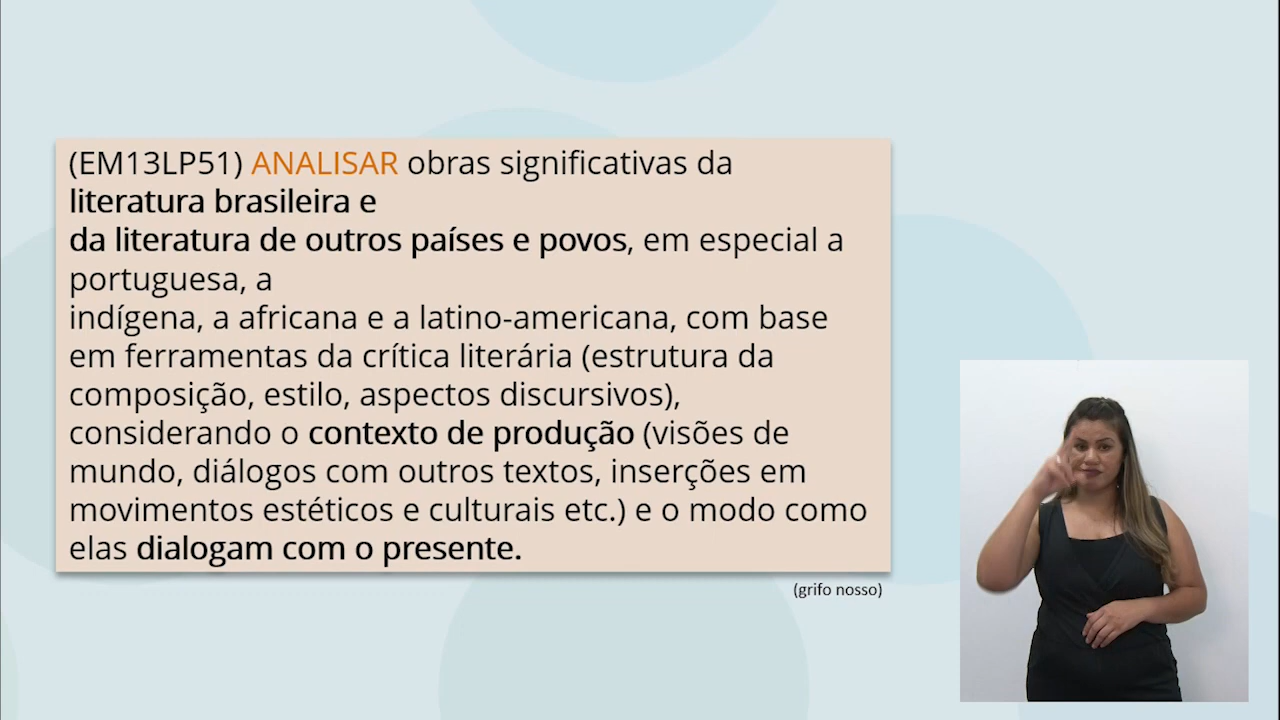 (EM13LP51) ANALISAR obras significativas da
literatura brasileira e
da literatura de outros países e povos, em especial a
portuguesa, a
indígena, a africana e a latino-americana, com base
em ferramentas da crítica literária (estrutura da
composição, estilo, aspectos discursivos),
considerando o contexto de produção (visões de
mundo, diálogos com outros textos, inserções em
movimentos estéticos e culturais etc.) e o modo como
elas dialogam com o presente.
(grifo nosso)